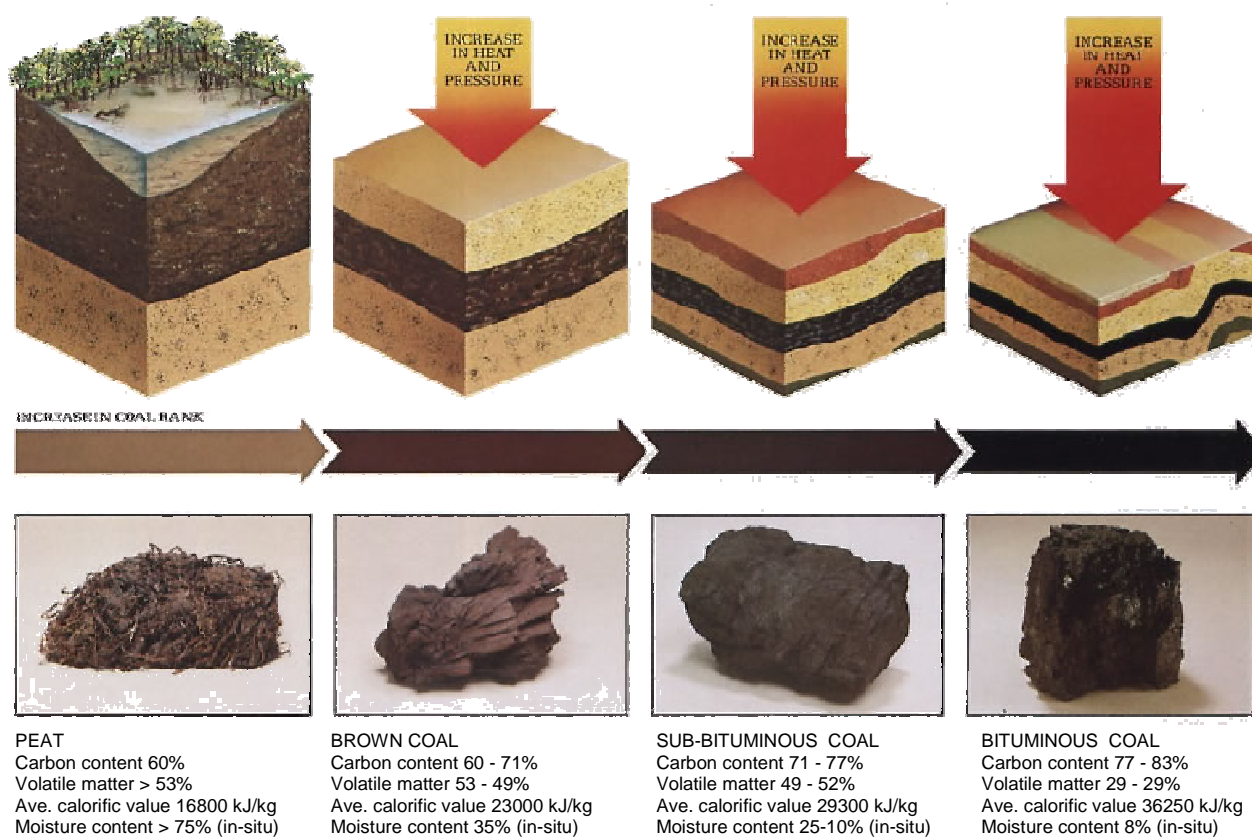 INCREASE
IN HEAT
AND
PRESSURE
INCREASE
IN HEAT
AND
PRESSURE
INCREASE
IN HEAT
AND
PRESSURE
INCREASE IN COAL RANK
PEAT
Carbon content 60%
Volatile matter > 53%
Ave. calorific value 16800 kJ/kg
Moisture content > 75% (in-situ)
BROWN COAL
Carbon content 60 - 71%
Volatile matter 53 - 49%
Ave. calorific value 23000 kJ/kg
Moisture content 35% (in-situ)
SUB-BITUMINOUS COAL
Carbon content 71 - 77%
Volatile matter 49 - 52%
Ave. calorific value 29300 kJ/kg
Moisture content 25-10% (in-situ)
BITUMINOUS COAL
Carbon content 77 - 83%
Volatile matter 29 - 29%
Ave. calorific value 36250 kJ/kg
Moisture content 8% (in-situ)